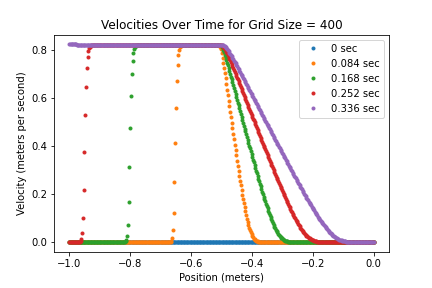 Velocities Over Time for Grid Size = 400
Velocity (meters per second)
0.8
0.6
0.4
0.2
0.0
0 sec
0.084 sec
0.168 sec
0.252 sec
0.336 sec
−1.0 −0.8 −0.6 −0.4 −0.2 0.0
Position (meters)